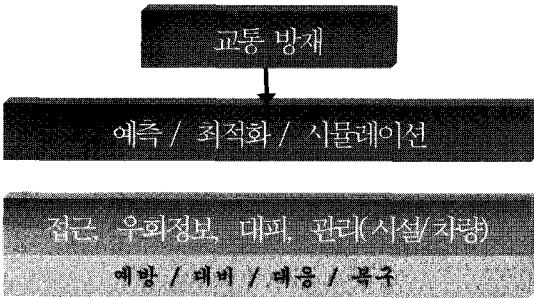 교통 방재
예측 / 최적화 / 시뮬레이션
접근, 우회정보, 대피, 관리(시설/차량)
예방 / 대비 / 대응 / 복구